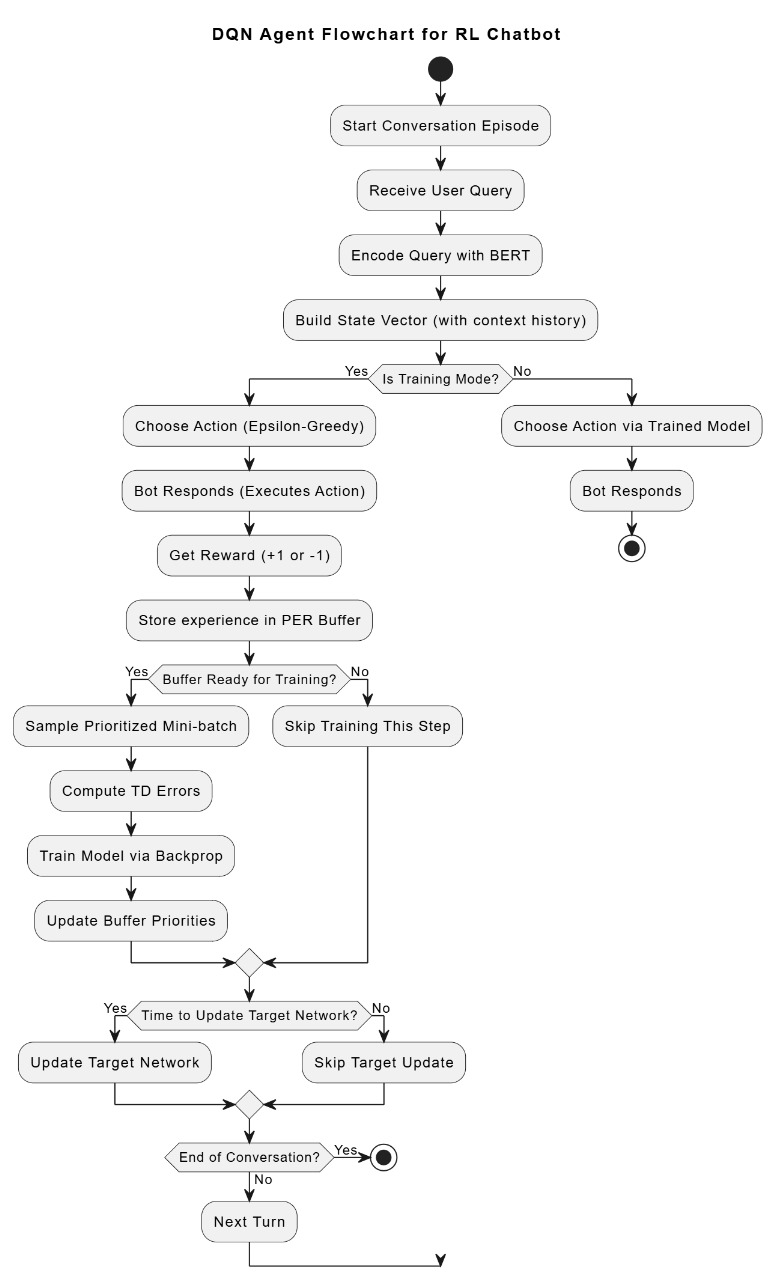 DQN Agent Flowchart for RL Chatbot
Start Conversation Episode
Receive User Query
Encode Query with BERT
Build State Vector (with context history)
Yes
Is Training Mode?
No
Choose Action (Epsilon-Greedy)
Choose Action via Trained Model
Bot Responds (Executes Action)
Bot Responds
Get Reward (+1 or -1)
Store experience in PER Buffer
Yes
Buffer Ready for Training?
No
Sample Prioritized Mini-batch
Skip Training This Step
Compute TD Errors
Train Model via Backprop
Update Buffer Priorities
Yes
Time to Update Target Network?
No
Update Target Network
Skip Target Update
End of Conversation?
Yes
No
Next Turn